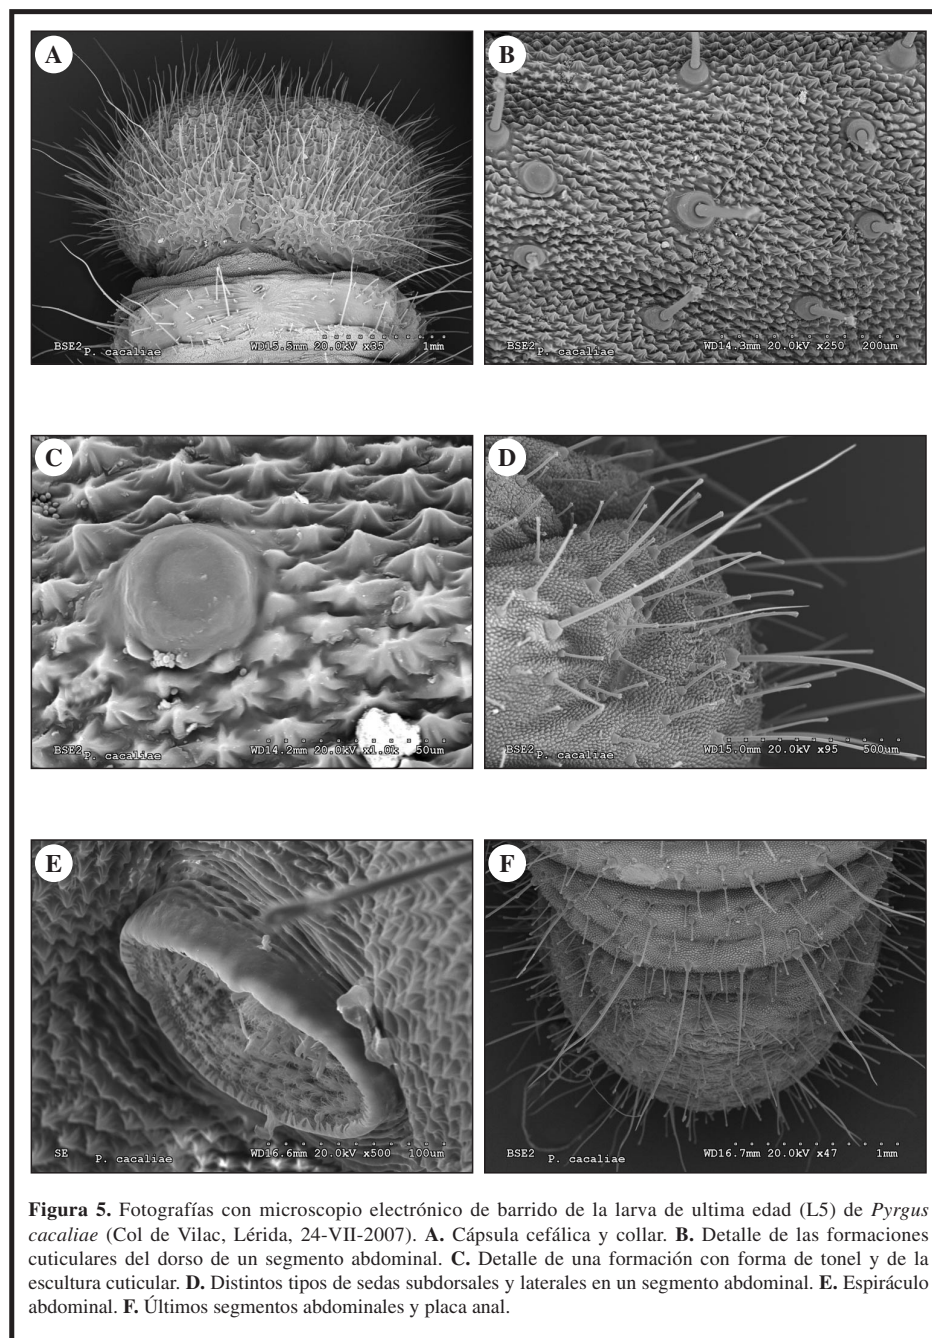 A
B
BSE2
P. cacaliae
WD15.5mm 20.0kV x35 1mm
BSE2
P. cacaliae
WD14.3mm 20.0kV x250 200um
C
D
BSE2
P. cacaliae
WD14.2mm 20.0kV x1.0k 50um
BSE2
P. cacaliae
WD15.0mm 20.0kV x95 500um
E
F
SE
P. cacaliae
WD16.6mm 20.0kV x500 100um
BSE2
P. cacaliae
WD16.7mm 20.0kV x47 1mm
Figura 5. Fotografías con microscopio electrónico de barrido de la larva de ultima edad (L5) de Pyrgus
cacaliae (Col de Vilac, Lérida, 24-VII-2007). A. Cápsula cefálica y collar. B. Detalle de las formaciones
cuticulares del dorso de un segmento abdominal. C. Detalle de una formación con forma de tonel y de la
escultura cuticular. D. Distintos tipos de sedas subdorsales y laterales en un segmento abdominal. E. Espiráculo
abdominal. F. Últimos segmentos abdominales y placa anal.